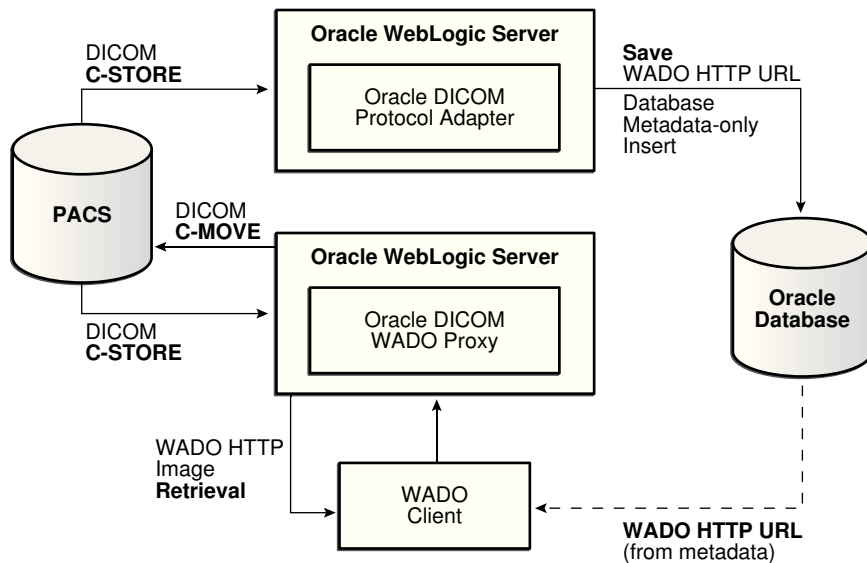 DICOM
C-STORE
Oracle WebLogic Server
Oracle DICOM
Protocol Adapter
Save
WADO HTTP URL
Database
Metadata-only
Insert
PACS
DICOM
C-MOVE
Oracle WebLogic Server
Oracle DICOM
WADO Proxy
Oracle
Database
DICOM
C-STORE
WADO HTTP
Image
Retrieval
WADO
Client
WADO HTTP URL
(from metadata)